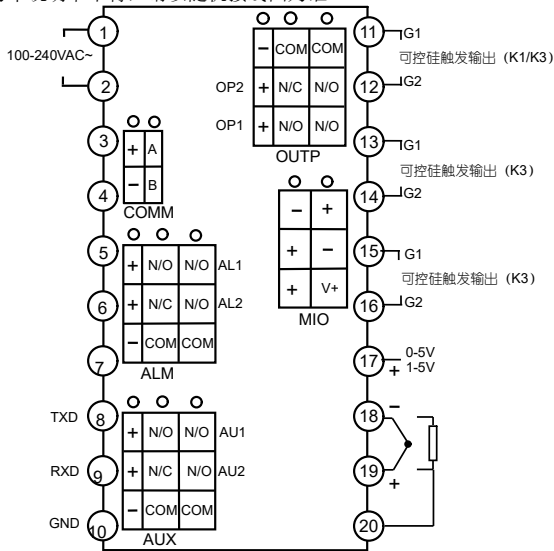 100-240VAC~
1
2
3
4
5
6
7
8
9
10
TXD
RXD
GND
+ A
− B
COMM
+ N/O N/O AL1
+ N/C N/O AL2
− COM COM
ALM
+ N/O N/O AU1
+ N/C N/O AU2
− COM COM
AUX
− COM COM
OP2 + N/C N/O
OP1 + N/O N/O
OUTP
− +
+ −
+ V+
MIO
11 G1
可控硅触发输出 (K1/K3)
12 G2
13 G1
可控硅触发输出 (K3)
14 G2
15 G1
可控硅触发输出 (K3)
16 G2
17 0-5V
+ 1-5V
18 −
19 +
20